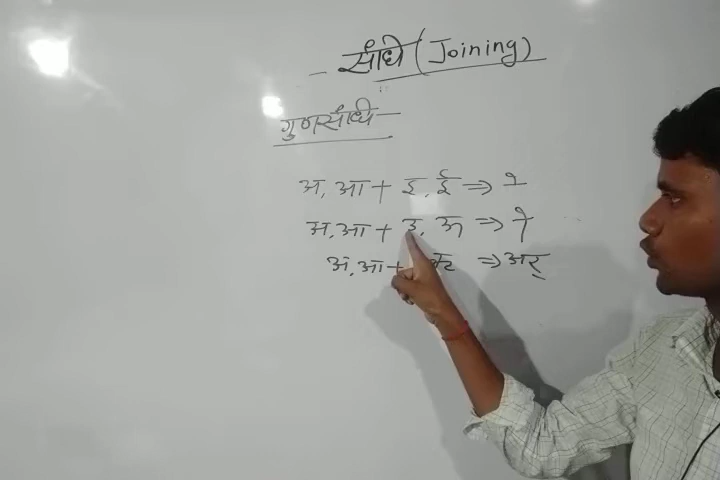 संधि (Joining)
गुणसंधि –
अ, आ + इ, ई ⇒ े
अ, आ + उ, ऊ ⇒ ो
अ, आ + ⇒ अर्